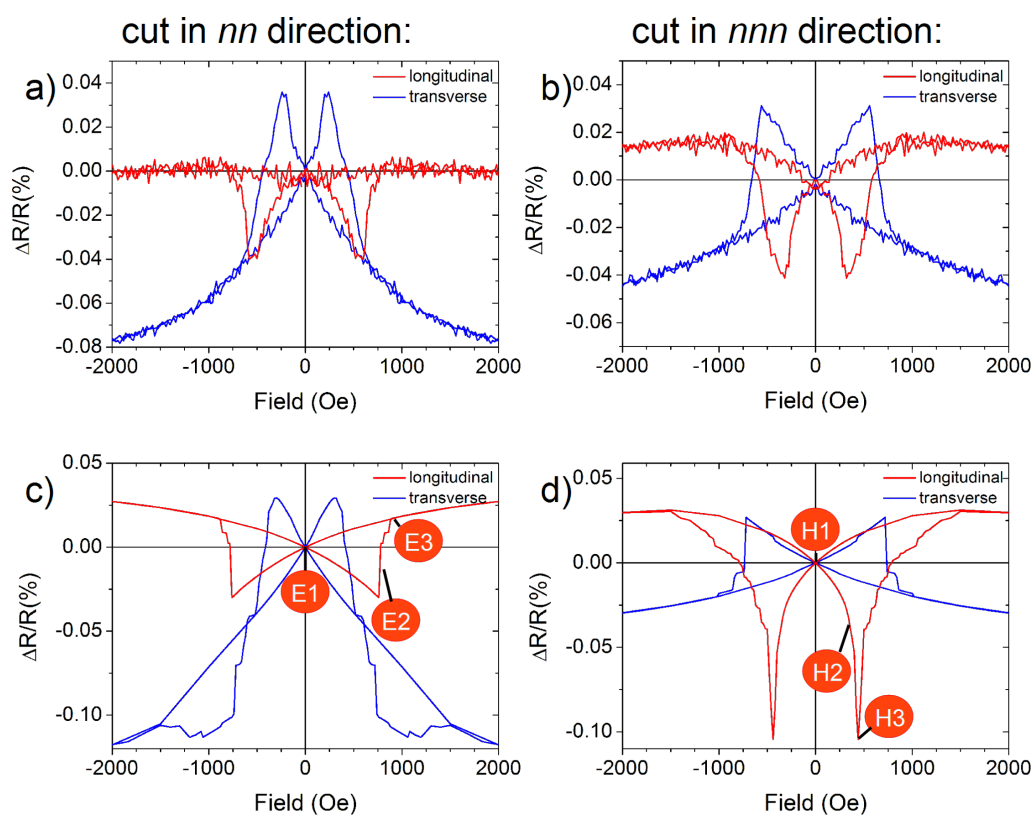 cut in nn direction:
cut in nnn direction:
a)
longitudinal
transverse
0.04
0.02
0.00
-0.02
-0.04
-0.06
-0.08
ΔR/R(%)
-2000
-1000
0
1000
2000
Field (Oe)
b)
longitudinal
transverse
0.04
0.02
0.00
-0.02
-0.04
-0.06
ΔR/R(%)
-2000
-1000
0
1000
2000
Field (Oe)
c)
longitudinal
transverse
0.05
0.00
-0.05
-0.10
ΔR/R(%)
E1
E2
E3
-2000
-1000
0
1000
2000
Field (Oe)
d)
longitudinal
transverse
0.05
0.00
-0.05
-0.10
ΔR/R(%)
H1
H2
H3
-2000
-1000
0
1000
2000
Field (Oe)